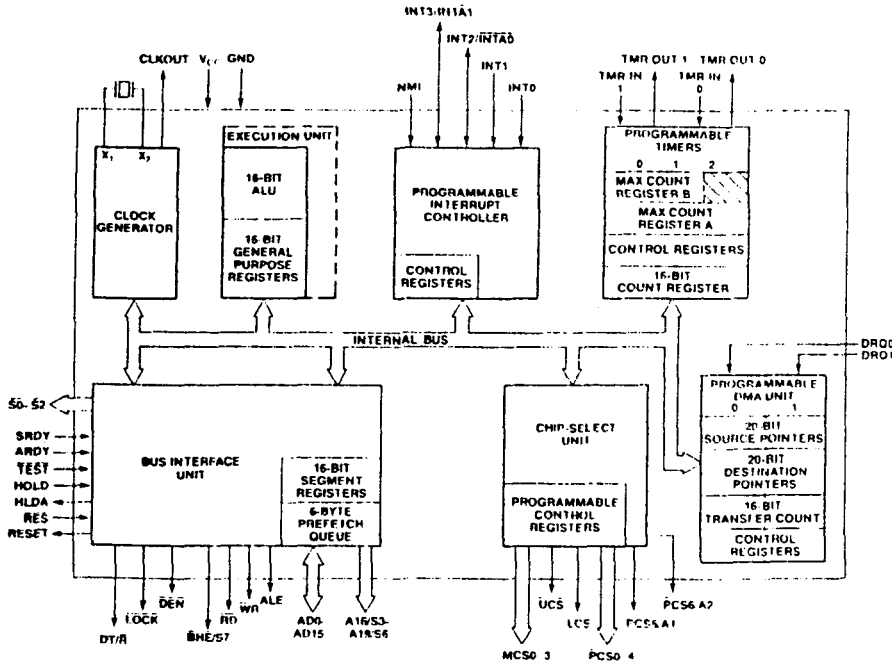 INT3/INTA1
INT2/INTA0
CLKOUT
VCC
GND
NMI
INT1
INT0
TMR OUT 1
TMR OUT 0
TMR IN
1
TMR IN
0
X1
X2
CLOCK
GENERATOR
EXECUTION UNIT
16-BIT
ALU
16-BIT
GENERAL
PURPOSE
REGISTERS
PROGRAMMABLE
INTERRUPT
CONTROLLER
CONTROL
REGISTERS
PROGRAMMABLE
TIMERS
0 1 2
MAX COUNT
REGISTER B
MAX COUNT
REGISTER A
CONTROL REGISTERS
16-BIT
COUNT REGISTER
INTERNAL BUS
DRQ0
DRQ1
S0-S2
SRDY
ARDY
TEST
HOLD
HLDA
RES
RESET
BUS INTERFACE
UNIT
16-BIT
SEGMENT
REGISTERS
6-BYTE
PREFETCH
QUEUE
CHIP-SELECT
UNIT
PROGRAMMABLE
CONTROL
REGISTERS
PROGRAMMABLE
DMA UNIT
0 1
20-BIT
SOURCE POINTERS
20-BIT
DESTINATION
POINTERS
16-BIT
TRANSFER COUNT
CONTROL
REGISTERS
DT/R
LOCK
DEN
BHE/S7
RD
WR
ALE
AD0-
AD15
A16/S3-
A19/S6
MCS0-3
UCS
LCS
PCS0-4
PCS5/A1
PCS6/A2